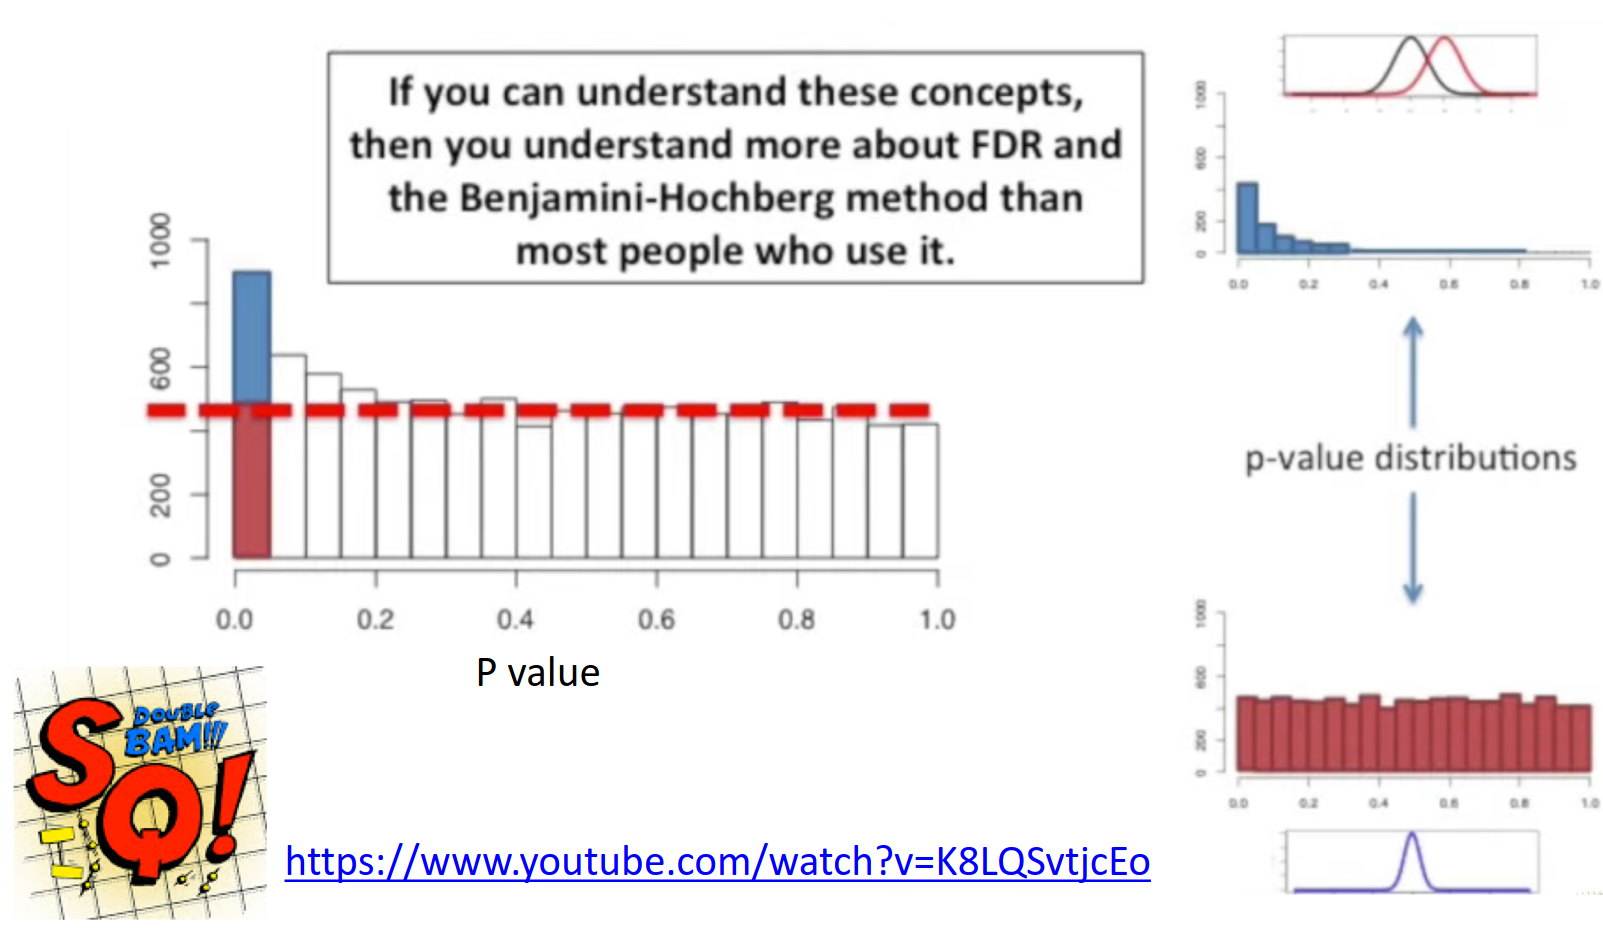 If you can understand these concepts,
then you understand more about FDR and
the Benjamini-Hochberg method than
most people who use it.
1000
600
200
0
0.0 0.2 0.4 0.6 0.8 1.0
P value
1000
600
200
0
0.0 0.2 0.4 0.6 0.8 1.0
p-value distributions
1000
600
200
0
0.0 0.2 0.4 0.6 0.8 1.0
DOUBLE
BAM!!!
SQ!
https://www.youtube.com/watch?v=K8LQSvtjcEo